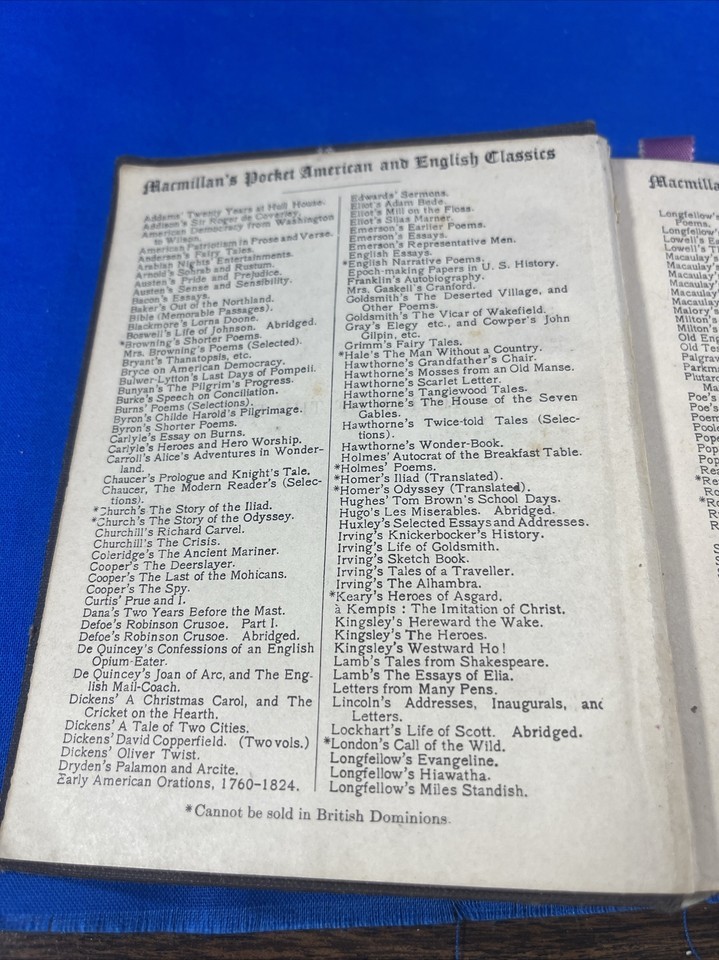 Macmillan's Pocket American and English Classics
Addams' Twenty Years at Hull House.
Addison's Sir Roger de Coverley.
American Democracy from Washington
to Wilson.
American Patriotism in Prose and Verse.
Andersen's Fairy Tales.
Arabian Nights' Entertainments.
Arnold's Sohrab and Rustum.
Austen's Pride and Prejudice.
Austen's Sense and Sensibility.
Bacon's Essays.
Baker's Out of the Northland.
Bible (Memorable Passages).
Blackmore's Lorna Doone.
Boswell's Life of Johnson. Abridged.
*Browning's Shorter Poems.
Mrs. Browning's Poems (Selected).
Bryant's Thanatopsis, etc.
Bryce on American Democracy.
Bulwer-Lytton's Last Days of Pompeii.
Bunyan's The Pilgrim's Progress.
Burke's Speech on Conciliation.
Burns' Poems (Selections).
Byron's Childe Harold's Pilgrimage.
Byron's Shorter Poems.
Carlyle's Essay on Burns.
Carlyle's Heroes and Hero Worship.
Carroll's Alice's Adventures in Wonder-
land.
Chaucer's Prologue and Knight's Tale.
Chaucer, The Modern Reader's (Selec-
tions).
*Church's The Story of the Iliad.
*Church's The Story of the Odyssey.
Churchill's Richard Carvel.
Churchill's The Crisis.
Coleridge's The Ancient Mariner.
Cooper's The Deerslayer.
Cooper's The Last of the Mohicans.
Cooper's The Spy.
Curtis' Prue and I.
Dana's Two Years Before the Mast.
Defoe's Robinson Crusoe. Part I.
Defoe's Robinson Crusoe. Abridged.
De Quincey's Confessions of an English
Opium-Eater.
De Quincey's Joan of Arc, and The Eng-
lish Mail-Coach.
Dickens' A Christmas Carol, and The
Cricket on the Hearth.
Dickens' A Tale of Two Cities.
Dickens' David Copperfield. (Two vols.)
Dickens' Oliver Twist.
Dryden's Palamon and Arcite.
Early American Orations, 1760-1824.
Edwards' Sermons.
Eliot's Adam Bede.
Eliot's Mill on the Floss.
Eliot's Silas Marner.
Emerson's Earlier Poems.
Emerson's Essays.
Emerson's Representative Men.
English Essays.
*English Narrative Poems.
Epoch-making Papers in U. S. History.
Franklin's Autobiography.
Mrs. Gaskell's Cranford.
Goldsmith's The Deserted Village, and
Other Poems.
Goldsmith's The Vicar of Wakefield.
Gray's Elegy etc., and Cowper's John
Gilpin, etc.
Grimm's Fairy Tales.
*Hale's The Man Without a Country.
Hawthorne's Grandfather's Chair.
Hawthorne's Mosses from an Old Manse.
Hawthorne's Scarlet Letter.
Hawthorne's Tanglewood Tales.
Hawthorne's The House of the Seven
Gables.
Hawthorne's Twice-told Tales (Selec-
tions).
Hawthorne's Wonder-Book.
Holmes' Autocrat of the Breakfast Table.
*Holmes' Poems.
*Homer's Iliad (Translated).
*Homer's Odyssey (Translated).
Hughes' Tom Brown's School Days.
Hugo's Les Miserables. Abridged.
Huxley's Selected Essays and Addresses.
Irving's Knickerbocker's History.
Irving's Life of Goldsmith.
Irving's Sketch Book.
Irving's Tales of a Traveller.
Irving's The Alhambra.
*Keary's Heroes of Asgard.
à Kempis : The Imitation of Christ.
Kingsley's Hereward the Wake.
Kingsley's The Heroes.
Kingsley's Westward Ho!
Lamb's Tales from Shakespeare.
Lamb's The Essays of Elia.
Letters from Many Pens.
Lincoln's Addresses, Inaugurals, and
Letters.
Lockhart's Life of Scott. Abridged.
*London's Call of the Wild.
Longfellow's Evangeline.
Longfellow's Hiawatha.
Longfellow's Miles Standish.
*Cannot be sold in British Dominions.
Longfellow's
Poems.
Longfellow's
Lowell's
Lowell's
Macaulay's
Macaulay's
Macaulay's
Macaulay's
Macaulay's
Malory's
Milton's
Milton's
Old
Old
Poe's
Poe's